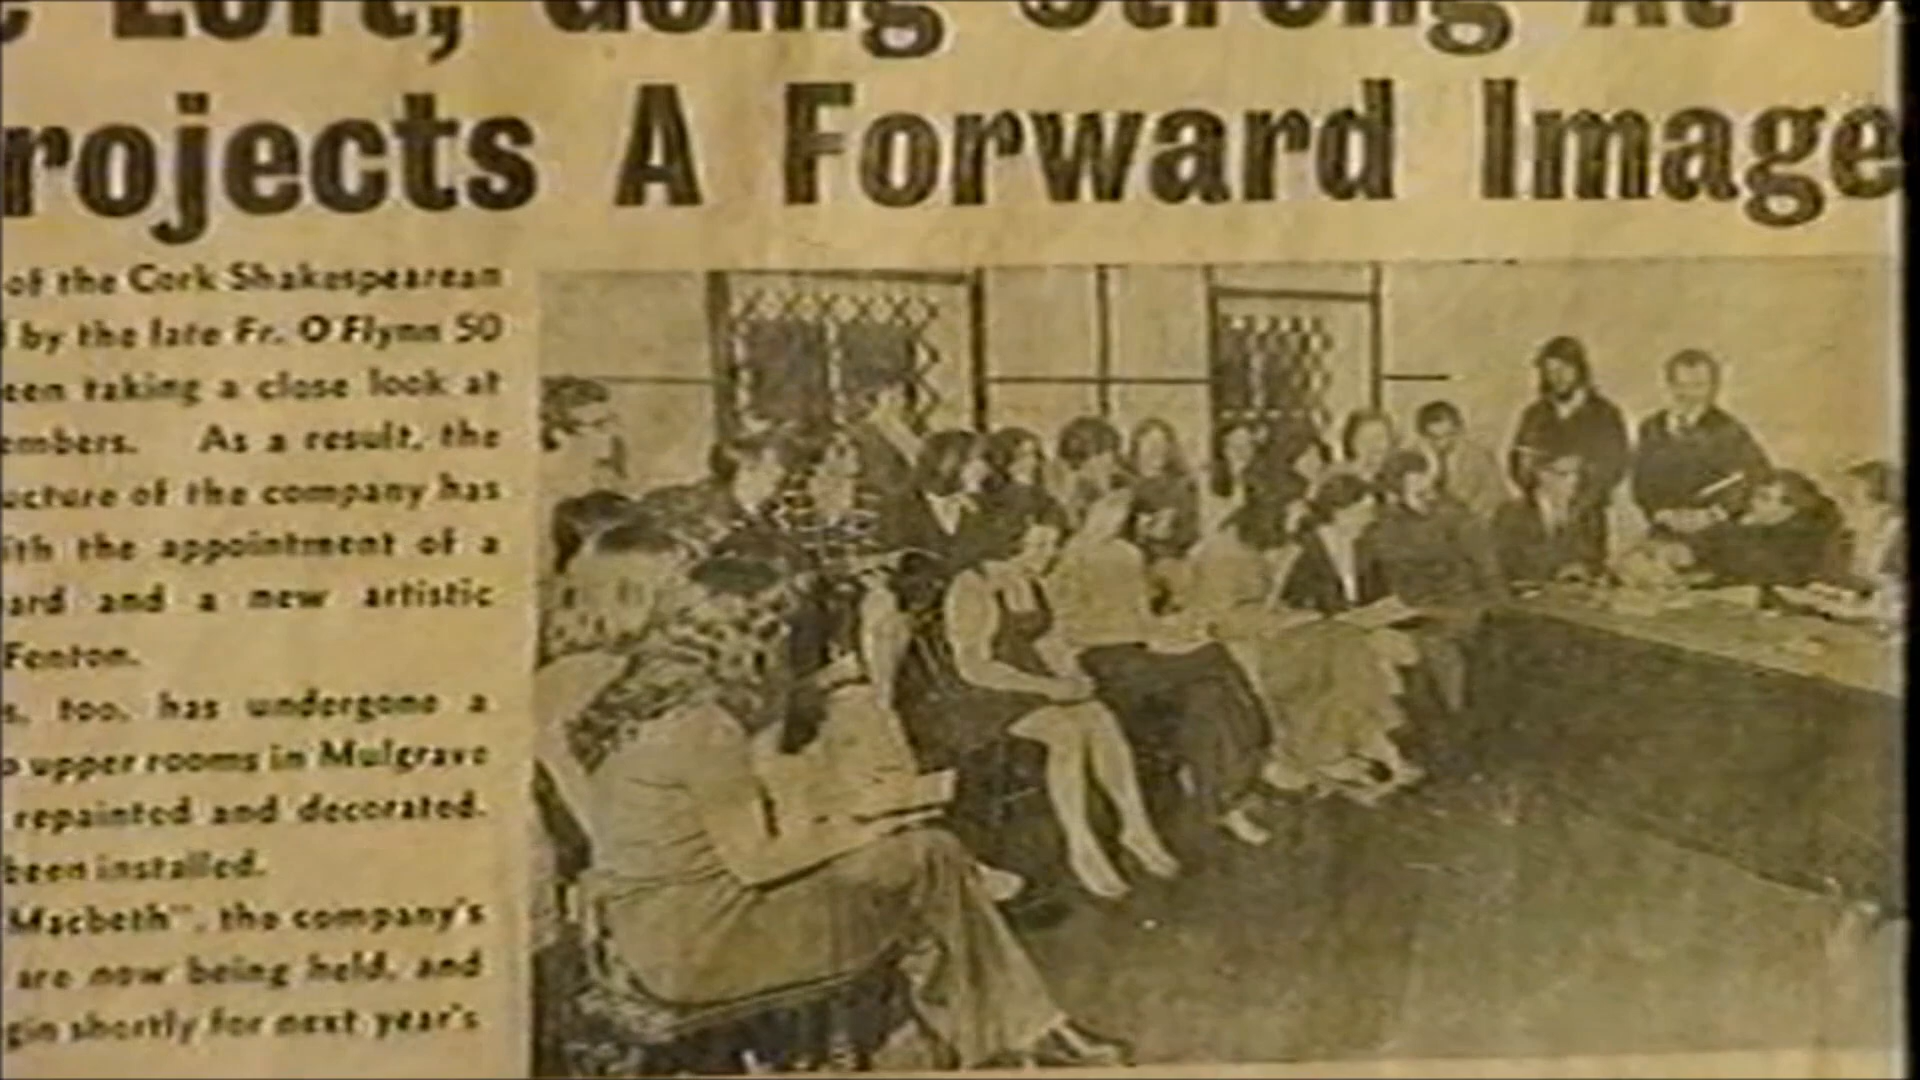 Loft, Going Strong At
rojects A Forward Image
of the Cork Shakespearean
by the late Fr. O'Flynn 50
een taking a close look at
embers. As a result, the
ucture of the company has
ith the appointment of a
ard and a new artistic
Fenton.
s, too, has undergone a
o upper rooms in Mulgrave
repainted and decorated.
been installed.
Macbeth", the company's
are now being held, and
gin shortly for next year's